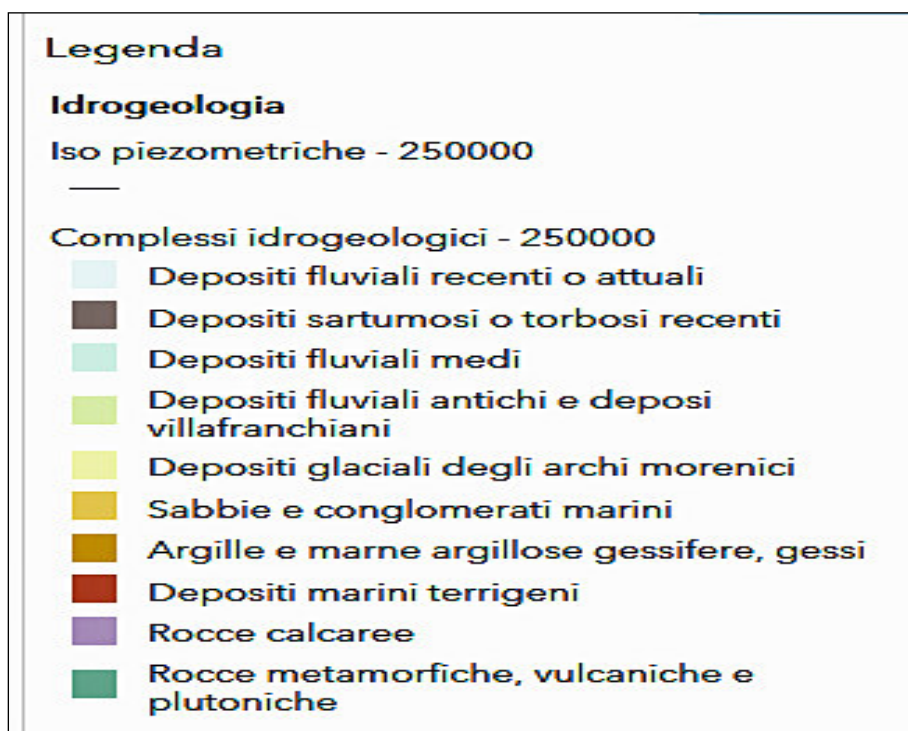 Legenda
Idrogeologia
Iso piezometriche - 250000
Complessi idrogeologici - 250000
Depositi fluviali recenti o attuali
Depositi sartumosi o torbosi recenti
Depositi fluviali medi
Depositi fluviali antichi e deposi
villafranchiani
Depositi glaciali degli archi morenici
Sabbie e conglomerati marini
Argille e marne argillose gessifere, gessi
Depositi marini terrigeni
Rocce calcaree
Rocce metamorfiche, vulcaniche e
plutoniche